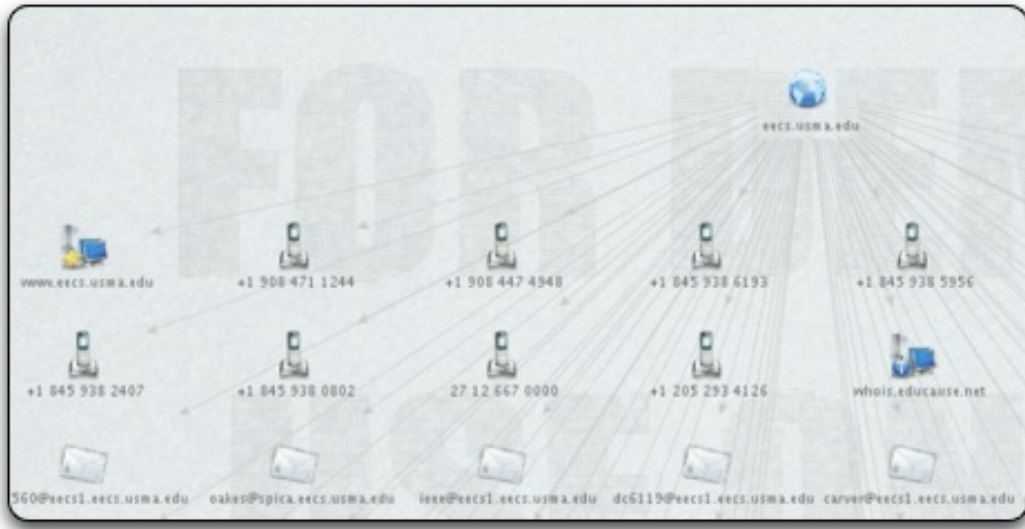 FOR
eecs.usma.edu
www.eecs.usma.edu
+1 908 471 1244
+1 908 447 4948
+1 845 938 6193
+1 845 938 5956
+1 845 938 2407
+1 845 938 0802
27 12 667 0000
+1 205 293 4126
whois.educause.net
560@eecs1.eecs.usma.edu
oakes@spica.eecs.usma.edu
ieee@eecs1.eecs.usma.edu
dc6119@eecs1.eecs.usma.edu
carver@eecs1.eecs.usma.edu